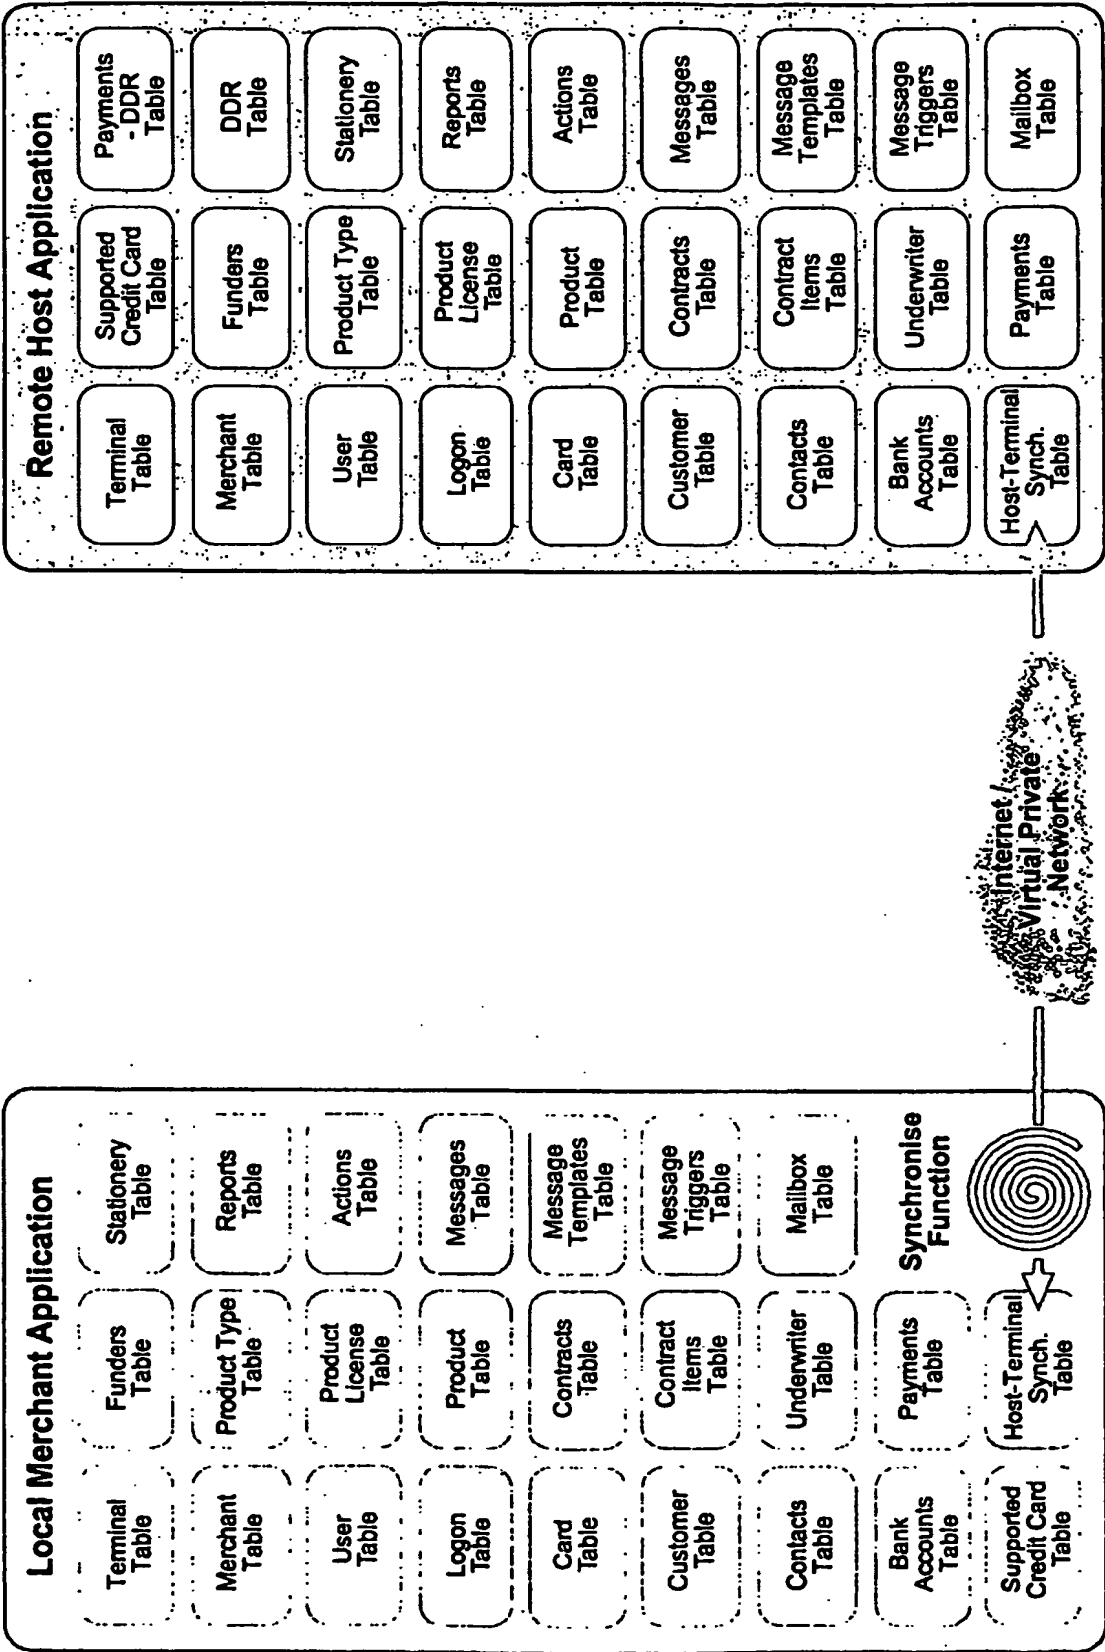 Local Merchant Application
Terminal
Table
Funders
Table
Stationery
Table
Merchant
Table
Product Type
Table
Reports
Table
User
Table
Product
License
Table
Actions
Table
Logon
Table
Product
Table
Messages
Table
Card
Table
Contracts
Table
Message
Templates
Table
Customer
Table
Contract
Items
Table
Message
Triggers
Table
Contacts
Table
Underwriter
Table
Mailbox
Table
Bank
Accounts
Table
Payments
Table
Synchronise
Function
Supported
Credit Card
Table
Host-Terminal
Synch.
Table
Internet /
Virtual Private
Network
Remote Host Application
Terminal
Table
Supported
Credit Card
Table
Payments
- DDR
Table
Merchant
Table
Funders
Table
DDR
Table
User
Table
Product Type
Table
Stationery
Table
Logon
Table
Product
License
Table
Reports
Table
Card
Table
Product
Table
Actions
Table
Customer
Table
Contracts
Table
Messages
Table
Contacts
Table
Contract
Items
Table
Message
Templates
Table
Bank
Accounts
Table
Underwriter
Table
Message
Triggers
Table
Host-Terminal
Synch.
Table
Payments
Table
Mailbox
Table